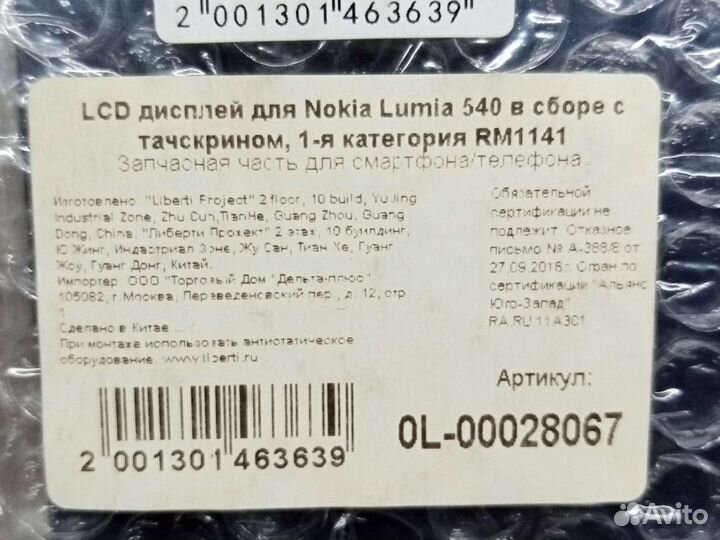 2"001301"463639"
LCD дисплей для Nokia Lumia 540 в сборе с
тачскрином, 1-я категория RM1141
Запчасная часть для смартфона/телефона.
Изготовлено "Liberti Project" 2 floor, 10 build, YuJing
Industrial Zone, Zhu Cun,TianHe, Guang Zhou, Guang
Dong, China. "Либерти Прожект" 2 этаж, 10 буилдинг,
Ю Жинг, Индастриал Зоне, Жу Сан, Тиан Хе, Гуанг
Жоу, Гуанг Донг, Китай.
Импортер: ООО "Торговый Дом "Дельта-плюс"
105082, г.Москва, Переведеновский пер., д. 12, стр
1
Сделано в Китае
При монтаже использовать антистатическое
оборудование. www.liberti.ru
Обязательной
сертификации не
подлежит. Отказное
письмо № А-388/8 от
27.09.2016г. Орган по
сертификации "Альянс
Юго-Запад"
RA.RU.11А301
Артикул:
0L-00028067
2 001301 463639
Avito